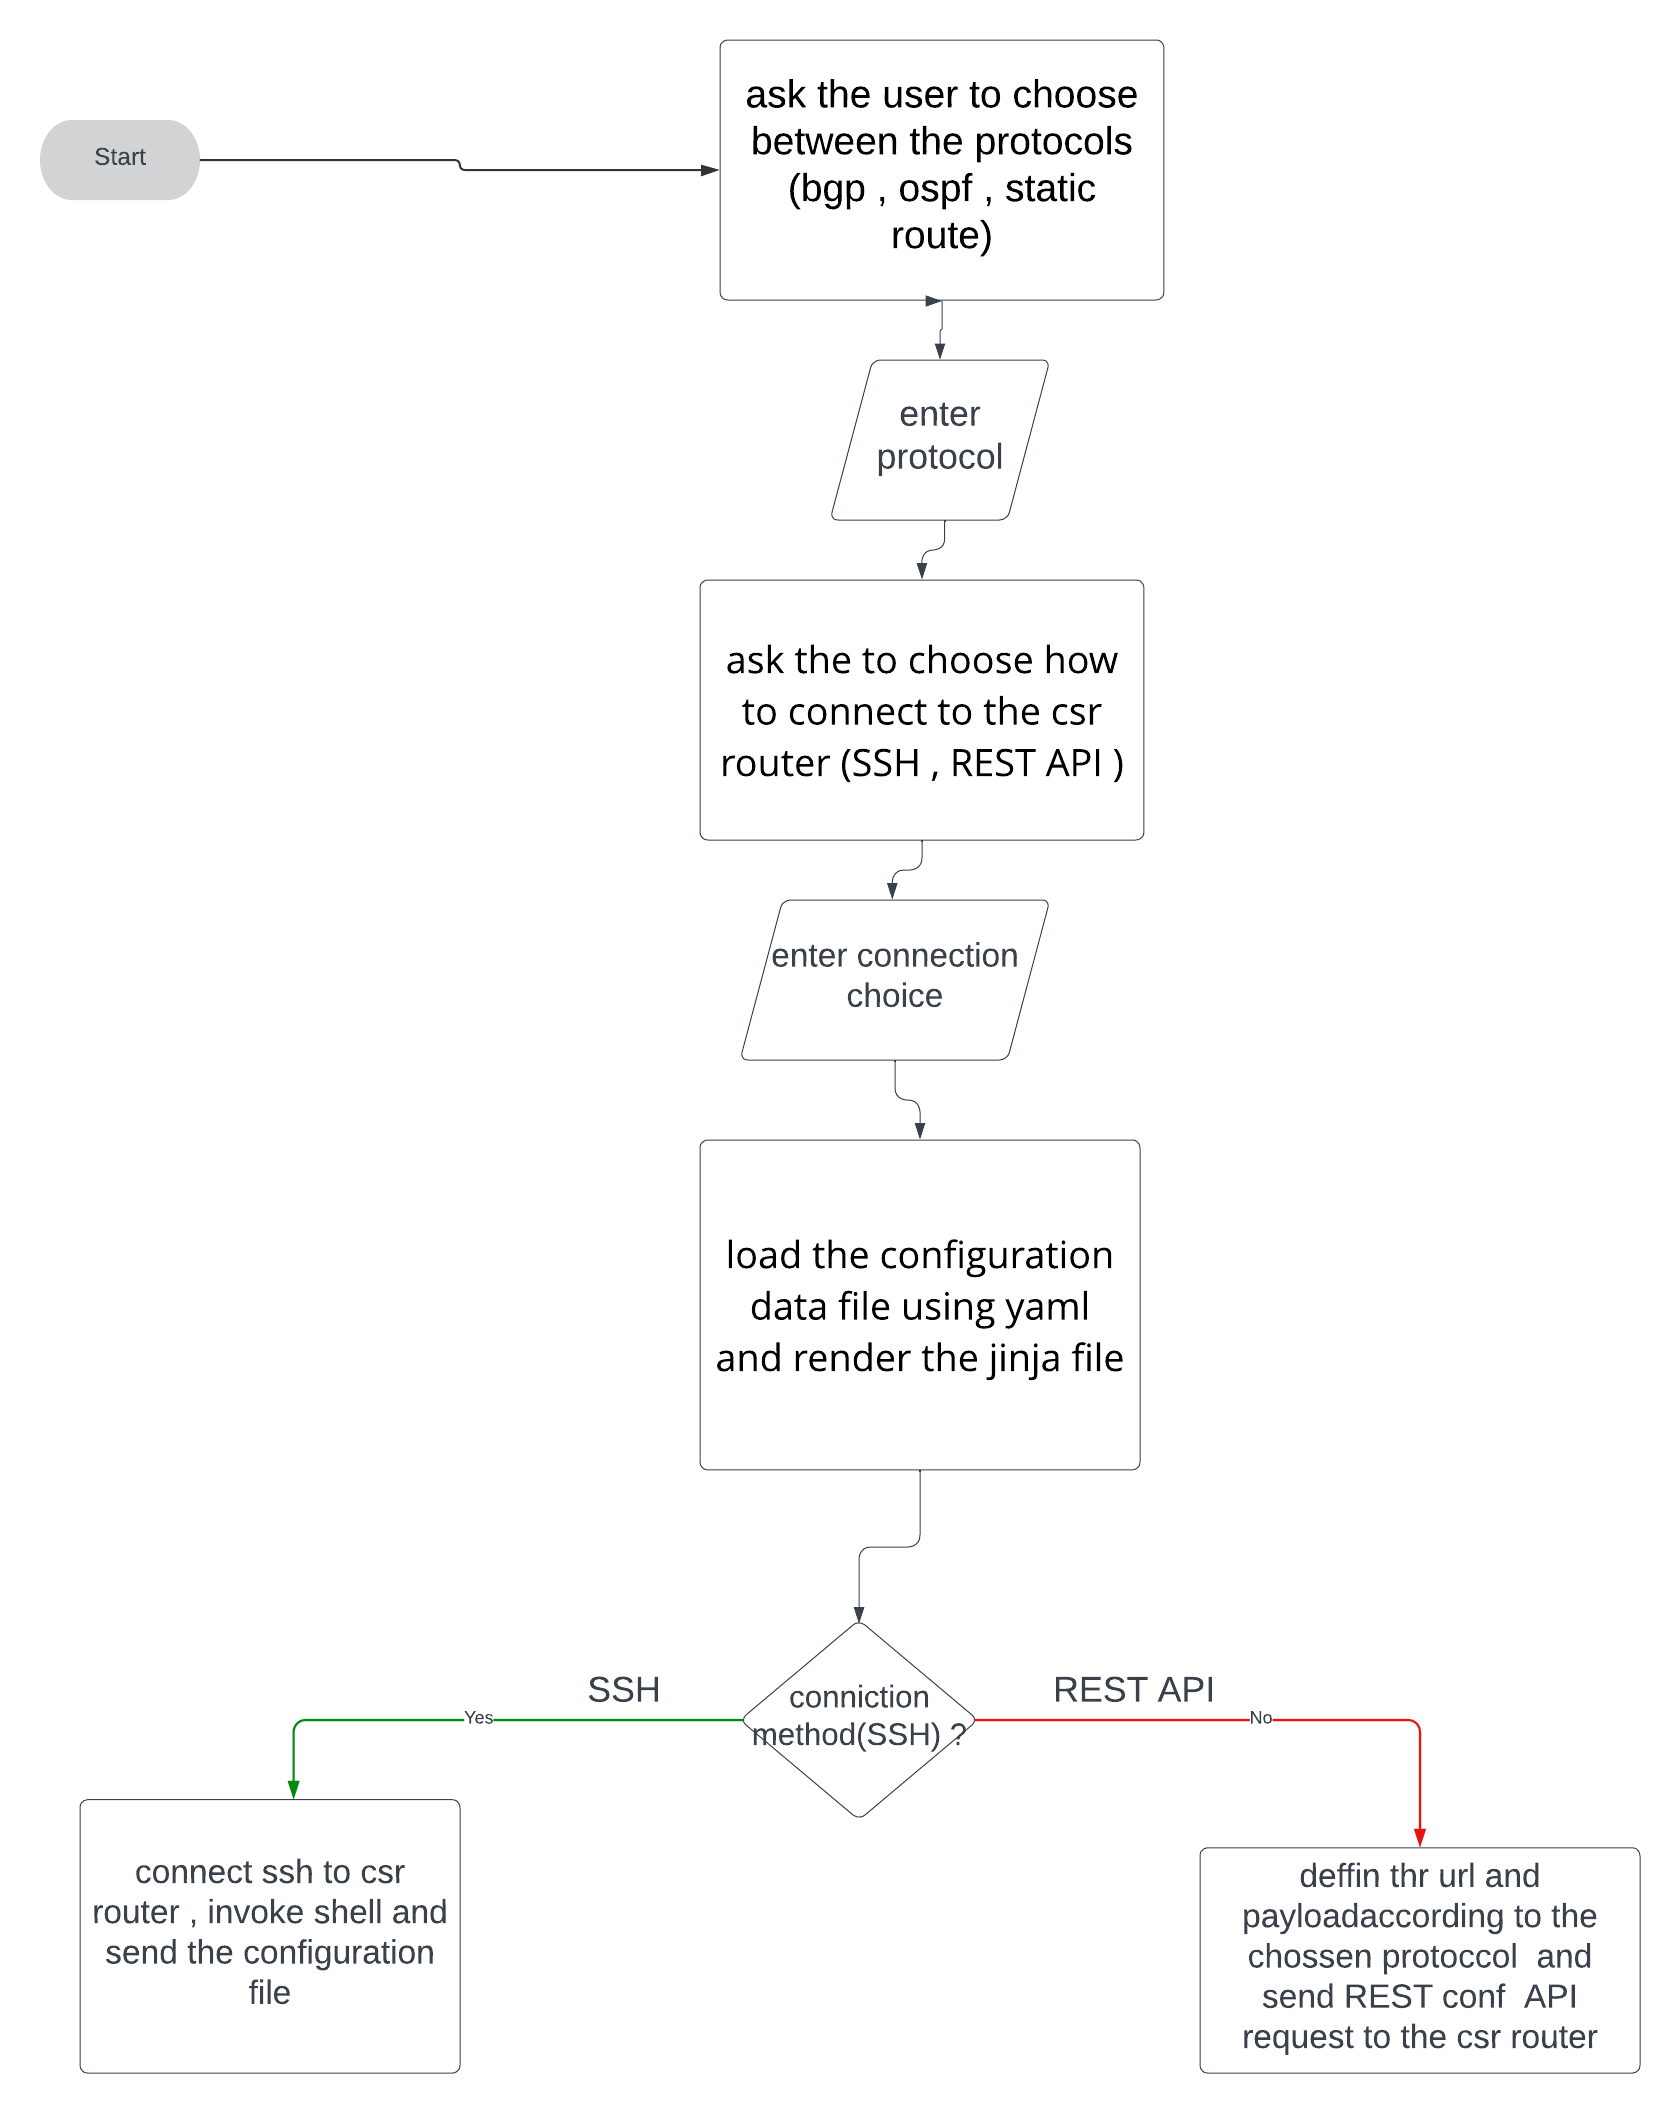 Start
ask the user to choose
between the protocols
(bgp , ospf , static
route)
enter
protocol
ask the to choose how
to connect to the csr
router (SSH , REST API )
enter connection
choice
load the configuration
data file using yaml
and render the jinja file
conniction
method(SSH) ?
SSH
Yes
REST API
No
connect ssh to csr
router , invoke shell and
send the configuration
file
deffin thr url and
payloadaccording to the
chossen protoccol  and
send REST conf  API
request to the csr router